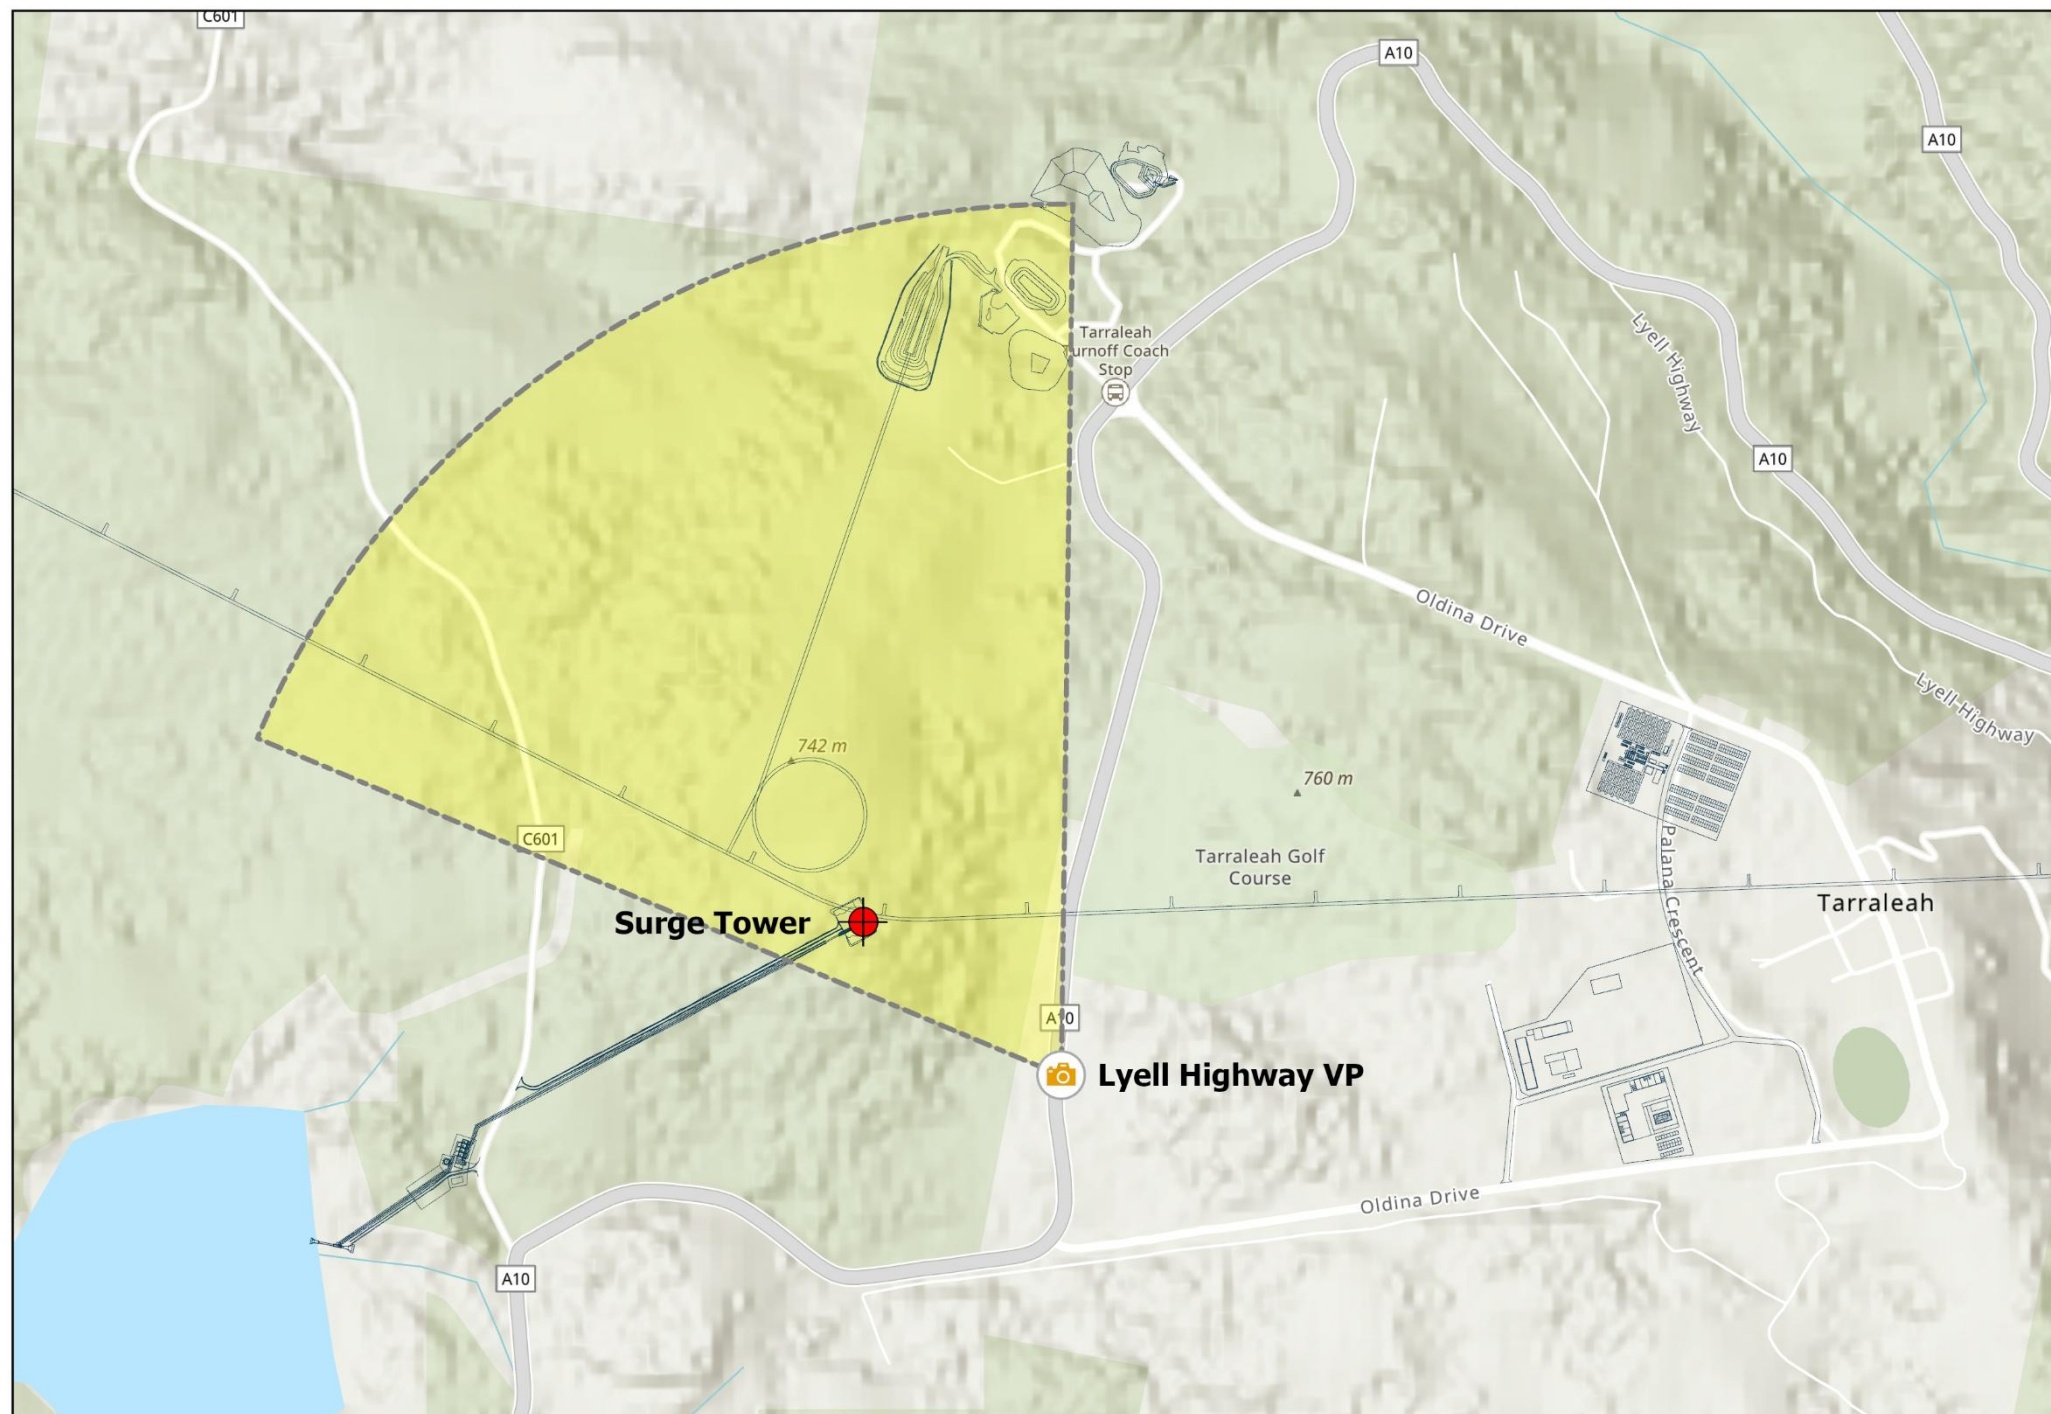 C601
A10
A10
Tarraleah
urnoff Coach
Stop
Lyell Highway
A10
Oldina Drive
Lyell Highway
742 m
760 m
C601
Tarraleah Golf
Course
Palana Crescent
Tarraleah
Surge Tower
A10
Lyell Highway VP
Oldina Drive
A10